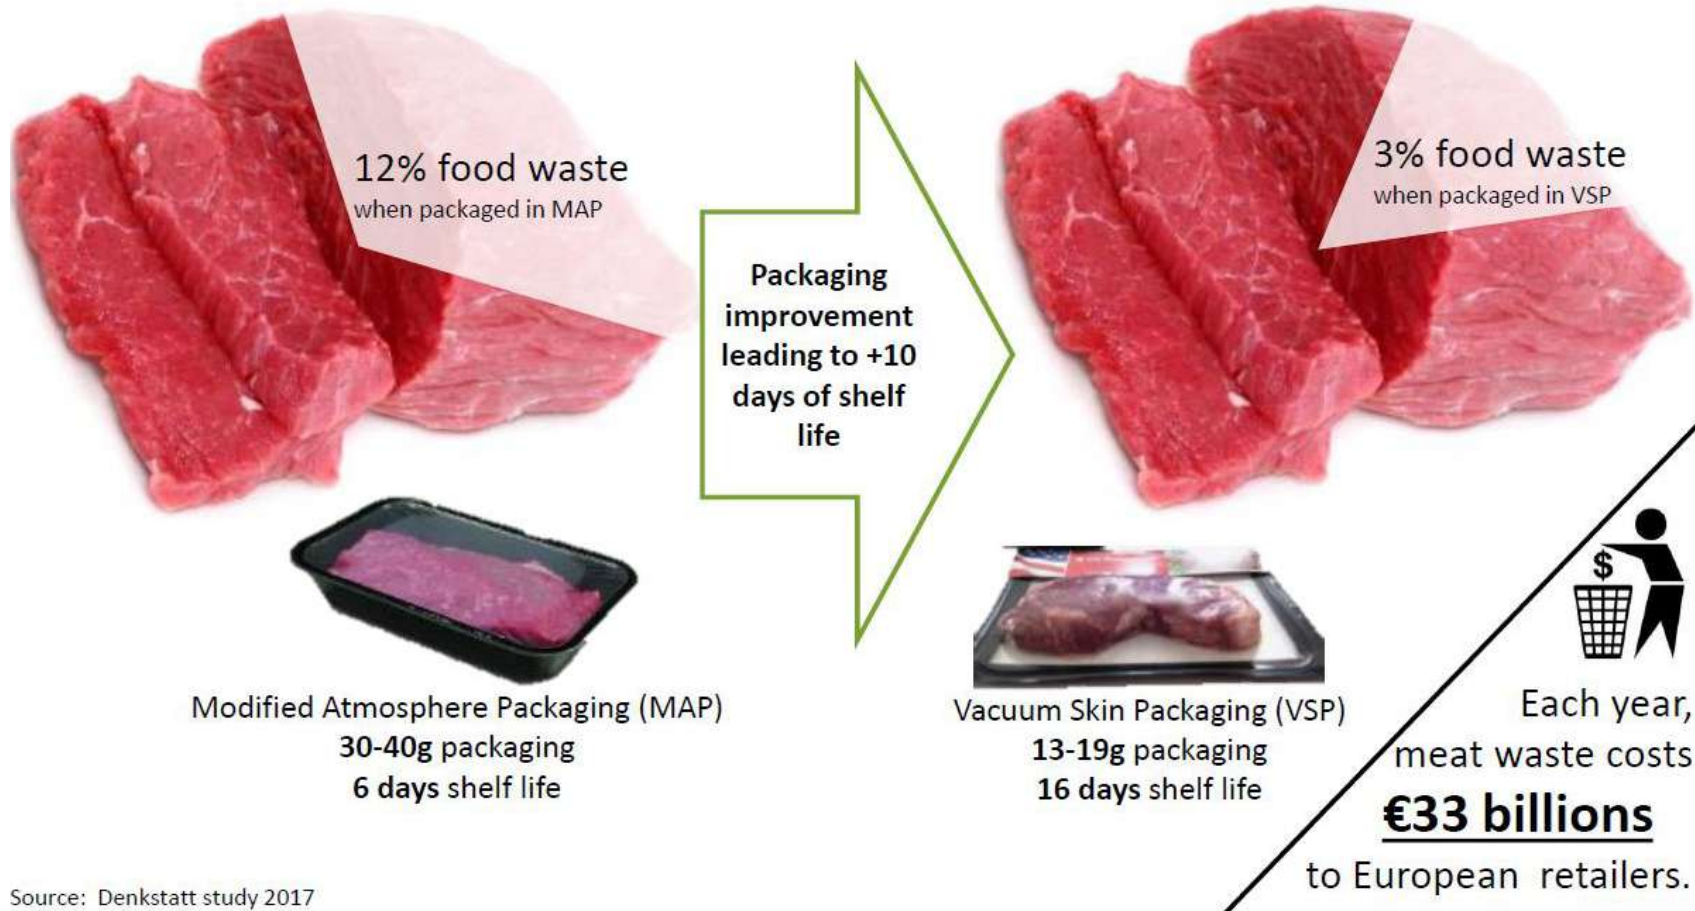 12% food waste
when packaged in MAP
3% food waste
when packaged in VSP
Packaging
improvement
leading to +10
days of shelf
life
Modified Atmosphere Packaging (MAP)
30-40g packaging
6 days shelf life
Vacuum Skin Packaging (VSP)
13-19g packaging
16 days shelf life
$
Each year,
meat waste costs
€33 billions
to European retailers.
Source: Denkstatt study 2017